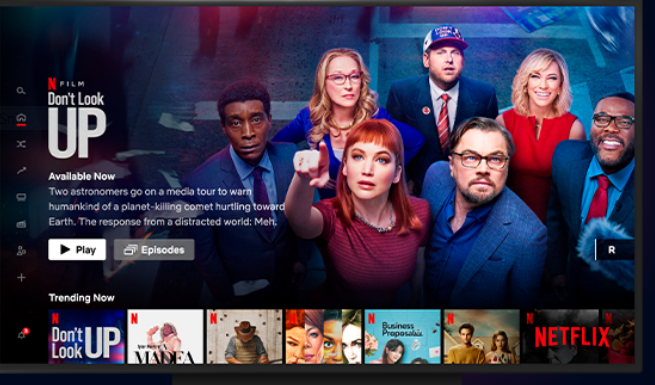 N FILM
Don't Look
UP
Available Now
Two astronomers go on a media tour to warn
humankind of a planet-killing comet hurtling toward
Earth. The response from a distracted world: Meh.
Play
Episodes
R
Trending Now
N
Don't
Look UP
N
MADEA
N
N
N
Business
Proposal
N
N
NETFLIX
N